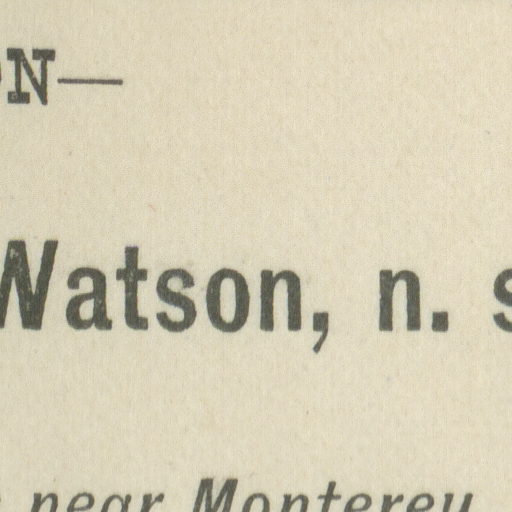 N—
Watson, n. s
near Monterey